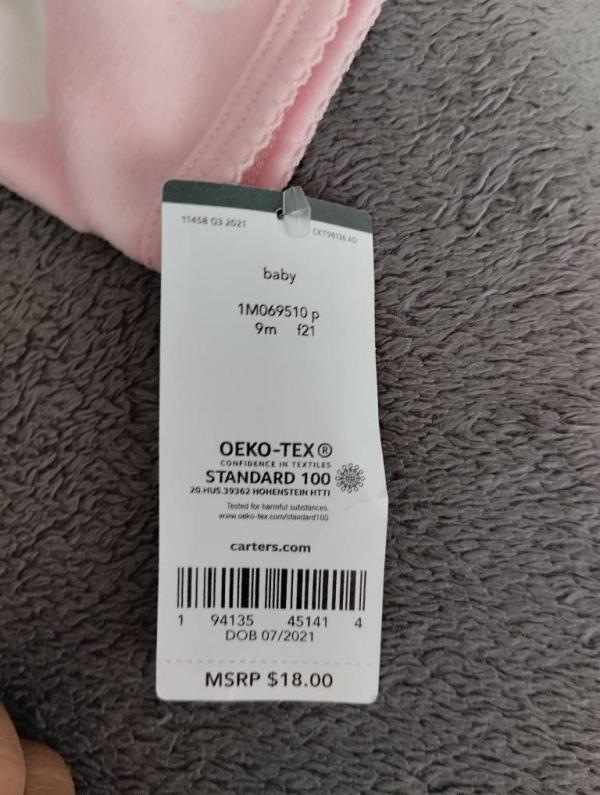 11458 Q3 2021
CKT98136 AO
baby
1M069510 p
9m f21
OEKO-TEX®
CONFIDENCE IN TEXTILES
STANDARD 100
20.HUS.39362 HOHENSTEIN HTTI
Tested for harmful substances.
www.oeko-tex.com/standard100
carters.com
1 94135 45141 4
DOB 07/2021
MSRP $18.00